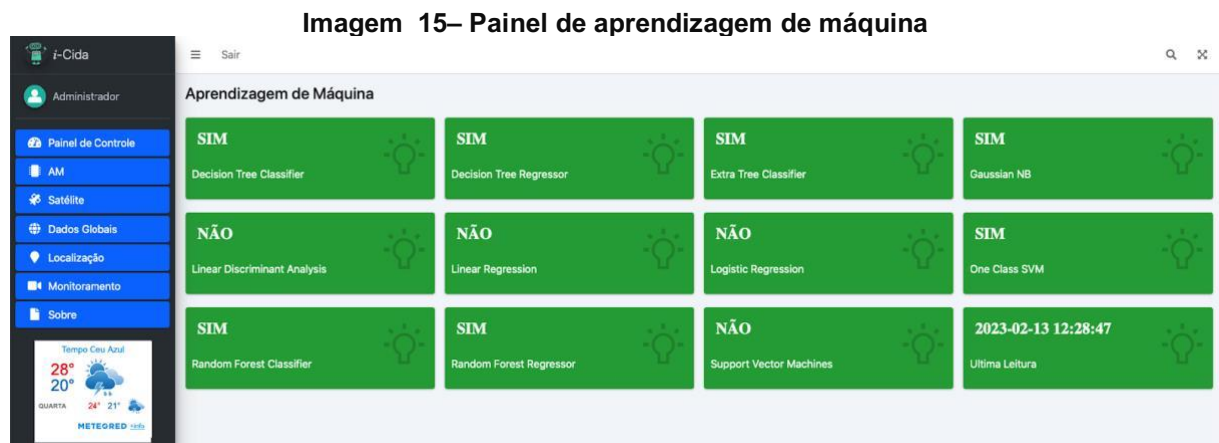 Imagem 15– Painel de aprendizagem de máquina
i-Cida
Sair
Administrador
Aprendizagem de Máquina
Painel de Controle
AM
Satélite
Dados Globais
Localização
Monitoramento
Sobre
SIM
Decision Tree Classifier
SIM
Decision Tree Regressor
SIM
Extra Tree Classifier
SIM
Gaussian NB
NÃO
Linear Discriminant Analysis
NÃO
Linear Regression
NÃO
Logistic Regression
SIM
One Class SVM
SIM
Random Forest Classifier
SIM
Random Forest Regressor
NÃO
Support Vector Machines
2023-02-13 12:28:47
Ultima Leitura
Tempo Ceu Azul
28°
20°
QUARTA 24° 21°
METEORED +info